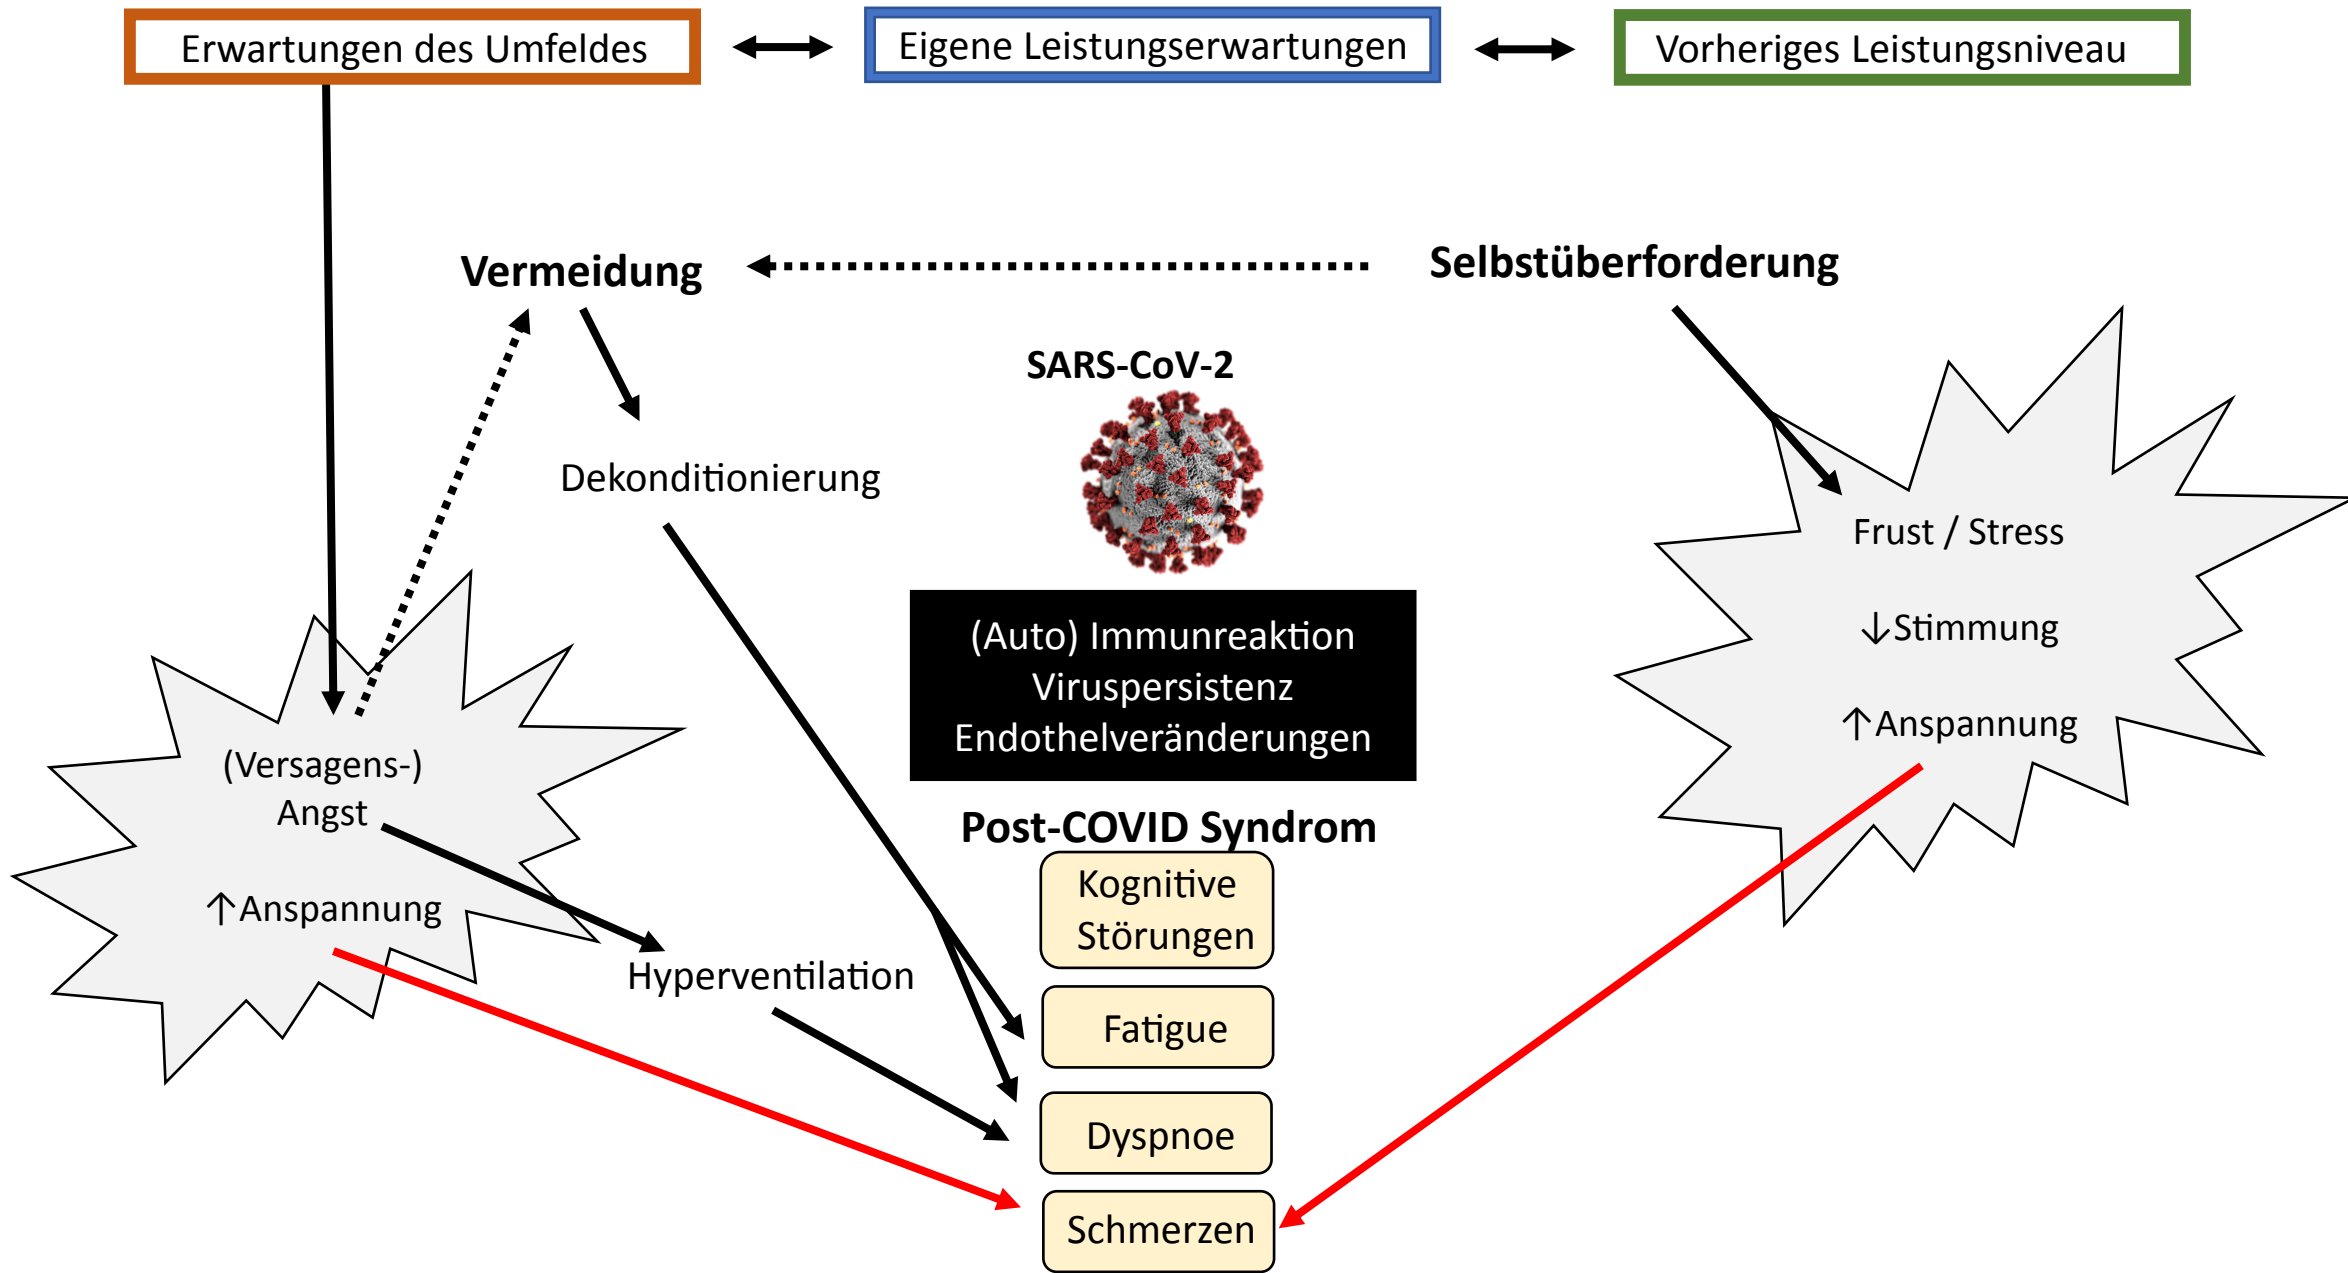 Erwartungen des Umfeldes
Eigene Leistungserwartungen
Vorheriges Leistungsniveau
Vermeidung
Selbstüberforderung
SARS-CoV-2
Dekonditionierung
Frust / Stress
↓Stimmung
↑Anspannung
(Auto) Immunreaktion
Viruspersistenz
Endothelveränderungen
(Versagens-)
Angst
↑Anspannung
Hyperventilation
Post-COVID Syndrom
Kognitive
Störungen
Fatigue
Dyspnoe
Schmerzen